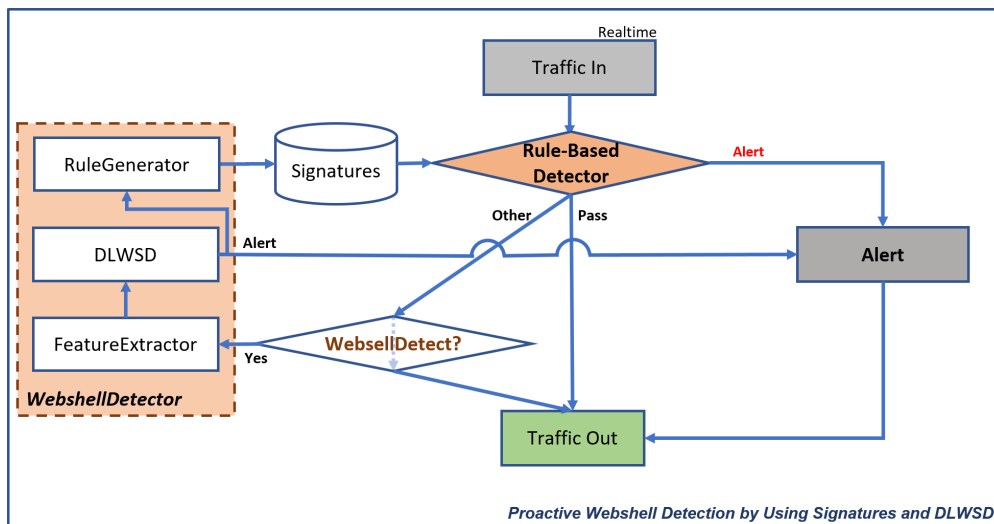 Realtime
Traffic In
RuleGenerator
Signatures
Rule-Based
Detector
Alert
Other
Pass
DLWSD
Alert
Alert
FeatureExtractor
Yes
WebsellDetect?
WebshellDetector
Traffic Out
Proactive Webshell Detection by Using Signatures and DLWSD